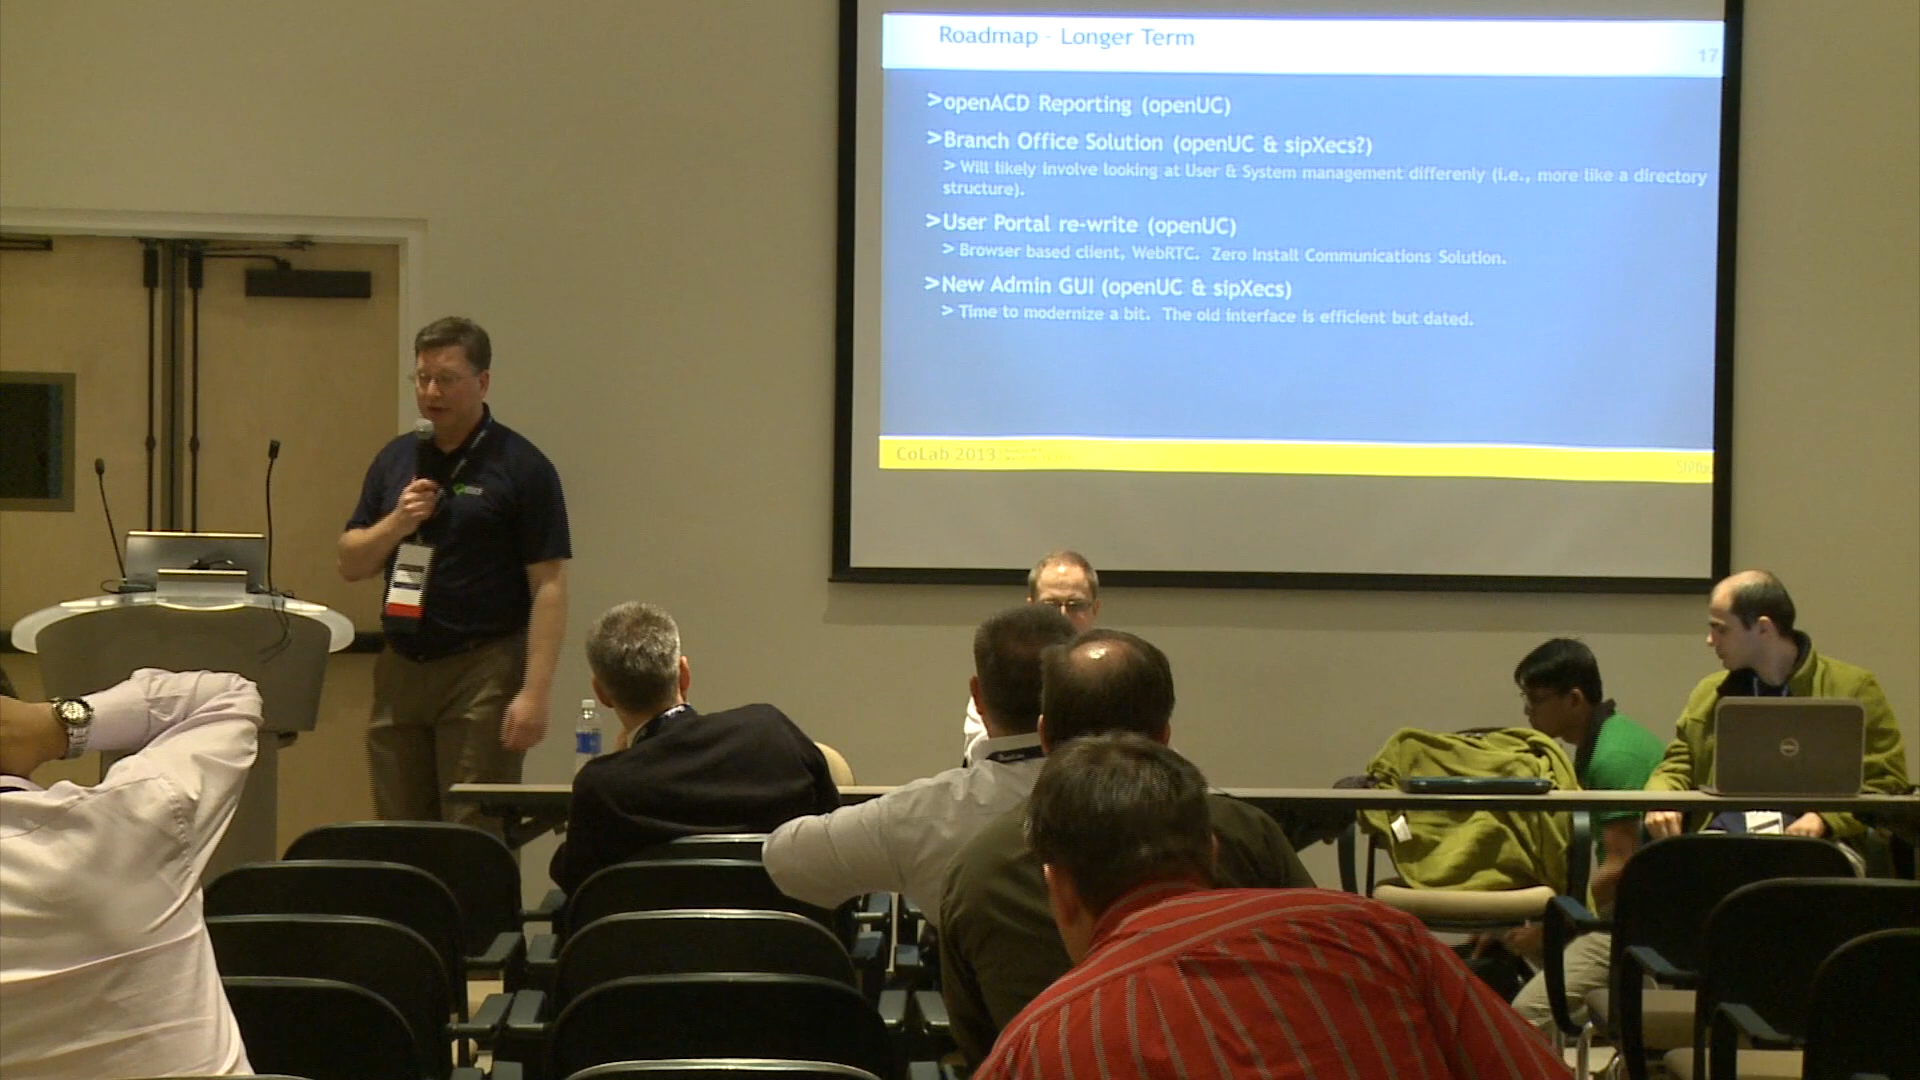 Roadmap - Longer Term
17
>openACD Reporting (openUC)
>Branch Office Solution (openUC & sipXecs?)
> Will likely involve looking at User & System management differenly (i.e., more like a directory
structure).
>User Portal re-write (openUC)
> Browser based client, WebRTC. Zero Install Communications Solution.
>New Admin GUI (openUC & sipXecs)
> Time to modernize a bit. The old interface is efficient but dated.
CoLab 2013
DELL